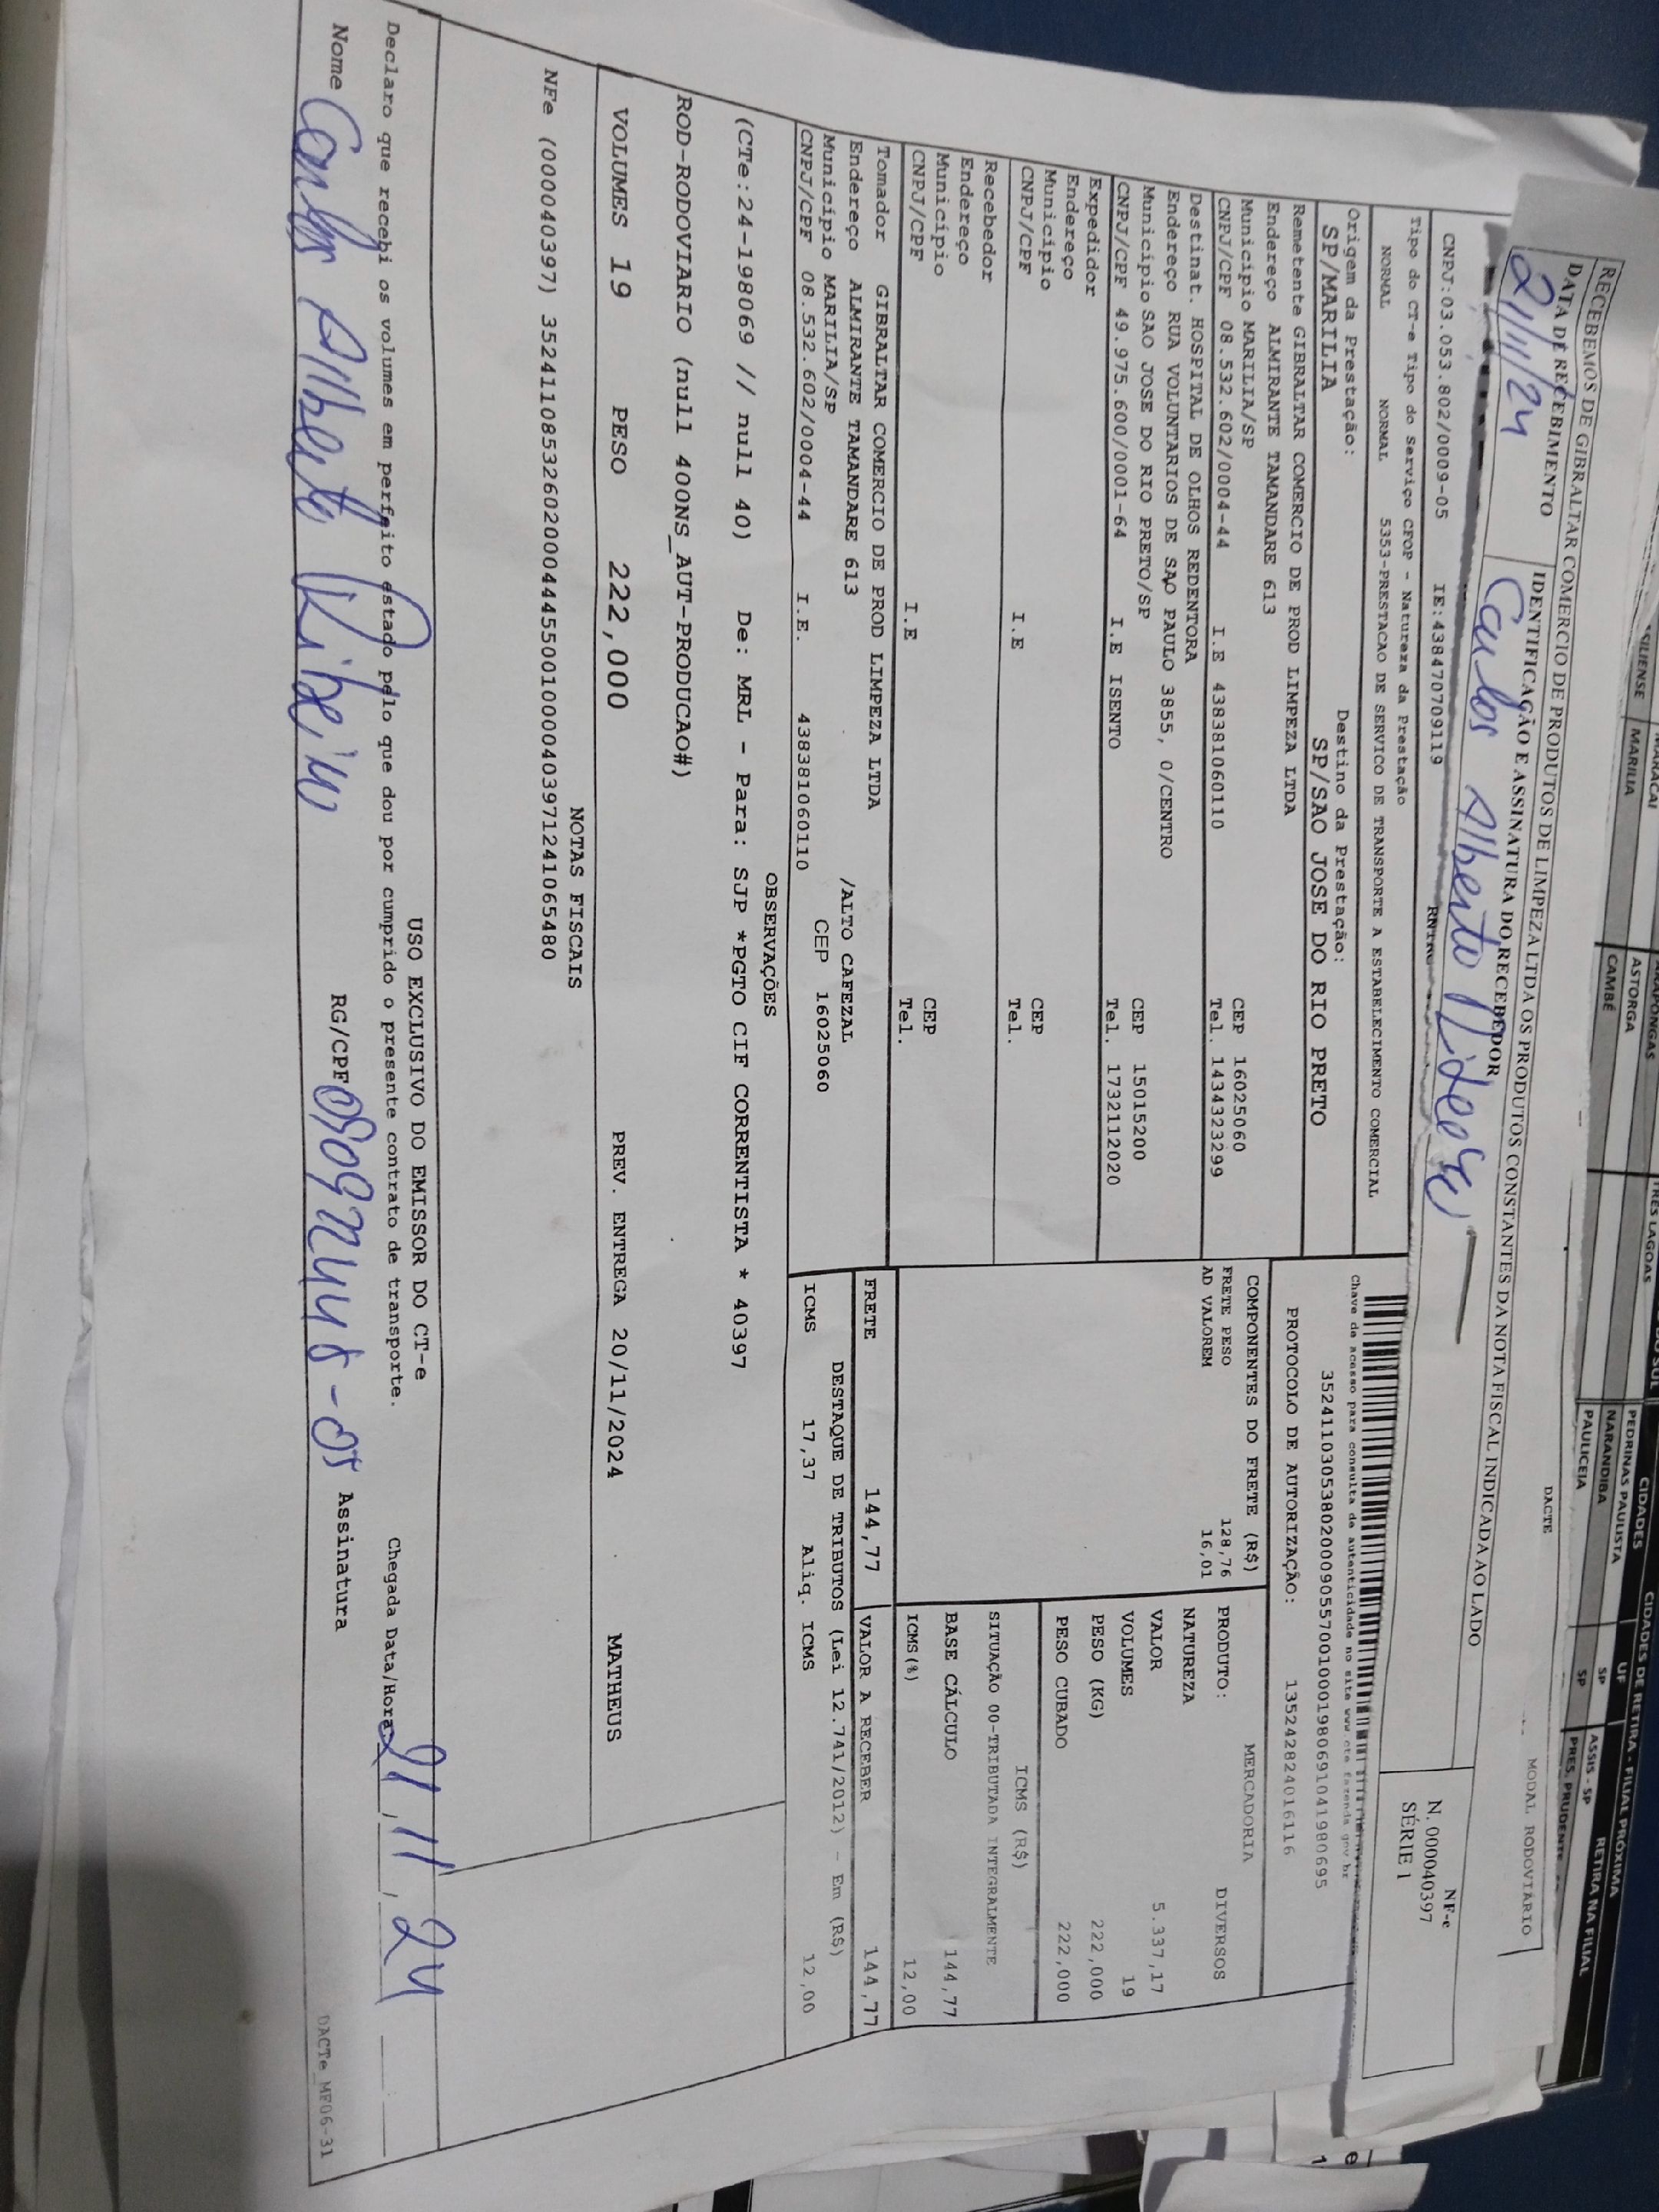 RECEBEMOS DE GIBRALTAR COMERCIO DE PRODUTOS DE LIMPEZA LTDA OS PRODUTOS CONSTANTES DA NOTA FISCAL INDICADA AO LADO
DATA DE RECEBIMENTO
IDENTIFICAÇÃO E ASSINATURA DO RECEBEDOR
21/11/24
Carlos Alberto
NF-e
N. 000040397
SÉRIE 1
DACTE
MODAL RODOVIÁRIO
CIDADES
CIDADES DE RETIRA - FILIAL PRÓXIMA
UF
RETIRA NA FILIAL
MARILIA
ASTORGA
CAMBÉ
TRÊS LAGOAS
PEDRINAS PAULISTA
NARANDIBA
PAULICEIA
SP
SP
ASSIS - SP
PRES. PRUDENTE
CNPJ:03.053.802/0009-05 IE:438470709119
Tipo do CT-e Tipo do Serviço CFOP - Natureza da Prestação
NORMAL NORMAL 5353-PRESTACAO DE SERVICO DE TRANSPORTE A ESTABELECIMENTO COMERCIAL
Origem da Prestação: Destino da Prestação:
SP/MARILIA SP/SAO JOSE DO RIO PRETO
Chave de acesso para consulta de autenticidade no site www cte fazenda gov br
35241103053802000905570010001980691041980695
PROTOCOLO DE AUTORIZAÇÃO: 135242824016116
Remetente GIBRALTAR COMERCIO DE PROD LIMPEZA LTDA
Endereço ALMIRANTE TAMANDARE 613
Município MARILIA/SP CEP 16025060
CNPJ/CPF 08.532.602/0004-44 I.E 438381060110 Tel. 1434323299
Destinat. HOSPITAL DE OLHOS REDENTORA
Endereço RUA VOLUNTARIOS DE SAO PAULO 3855, 0/CENTRO
Município SAO JOSE DO RIO PRETO/SP CEP 15015200
CNPJ/CPF 49.975.600/0001-64 I.E ISENTO Tel. 1732112020
Expedidor
Endereço
Município CEP
CNPJ/CPF I.E Tel.
Recebedor
Endereço
Município CEP
CNPJ/CPF I.E Tel.
Tomador GIBRALTAR COMERCIO DE PROD LIMPEZA LTDA
Endereço ALMIRANTE TAMANDARE 613 /ALTO CAFEZAL
Município MARILIA/SP CEP 16025060
CNPJ/CPF 08.532.602/0004-44 I.E. 438381060110
COMPONENTES DO FRETE (R$)
FRETE PESO 128,76
AD VALOREM 16,01
MERCADORIA
PRODUTO: DIVERSOS
NATUREZA
VALOR 5.337,17
VOLUMES 19
PESO (KG) 222,000
PESO CUBADO 222,000
ICMS (R$)
SITUAÇÃO 00-TRIBUTADA INTEGRALMENTE
BASE CÁLCULO 144,77
ICMS(%) 12,00
FRETE 144,77 VALOR A RECEBER 144,77
DESTAQUE DE TRIBUTOS (Lei 12.741/2012) - Em (R$)
ICMS 17,37 Aliq. ICMS 12,00
OBSERVAÇÕES
(CTe:24-198069 // null 40) De: MRL - Para: SJP *PGTO CIF CORRENTISTA * 40397
ROD-RODOVIARIO (null 400NS_AUT-PRODUCAO#)
VOLUMES 19 PESO 222,000 PREV. ENTREGA 20/11/2024 MATHEUS
NOTAS FISCAIS
NFe (000040397) 35241108532602000444550010000403971241065480
USO EXCLUSIVO DO EMISSOR DO CT-e
Declaro que recebi os volumes em perfeito estado pelo que dou por cumprido o presente contrato de transporte.
Chegada Data/Hora 21/11/24
Nome Carlos Alberto Ribeiro RG/CPF Assinatura
DACTe_MF06-31